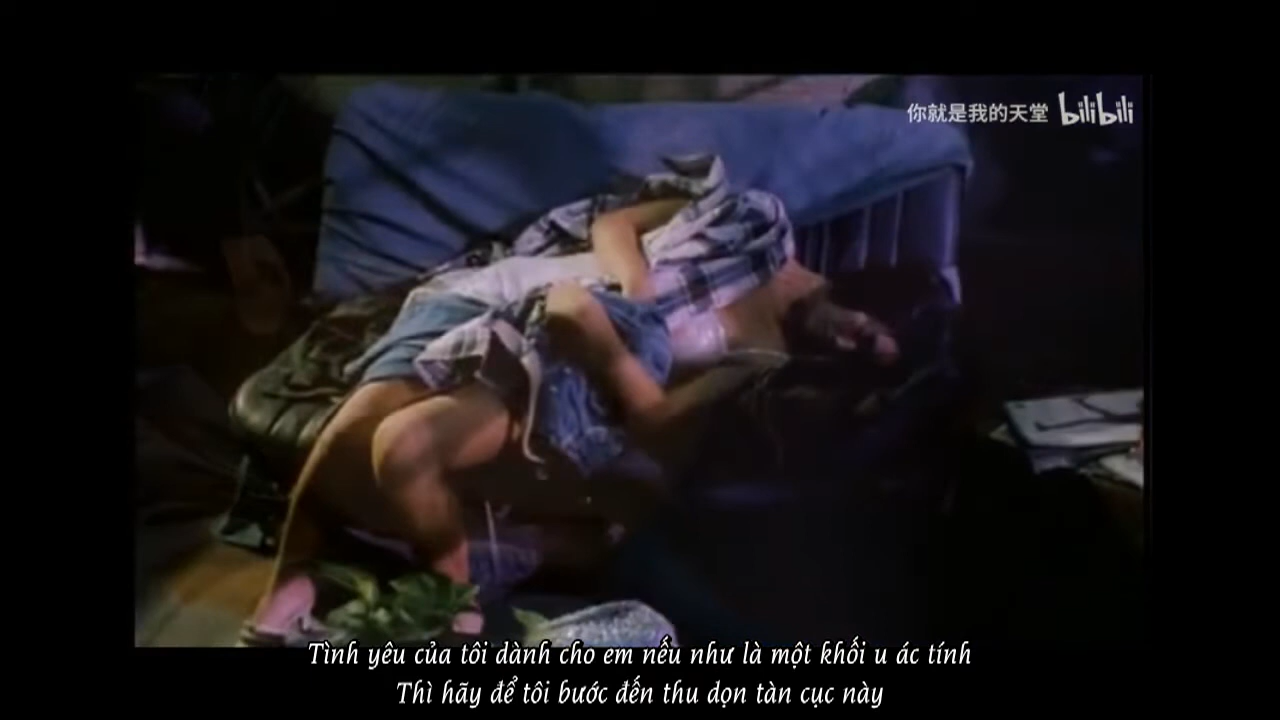 你就是我的天堂 bilibili
Tình yêu của tôi dành cho em nếu như là một khối u ác tính
Thì hãy để tôi bước đến thu dọn tàn cục này